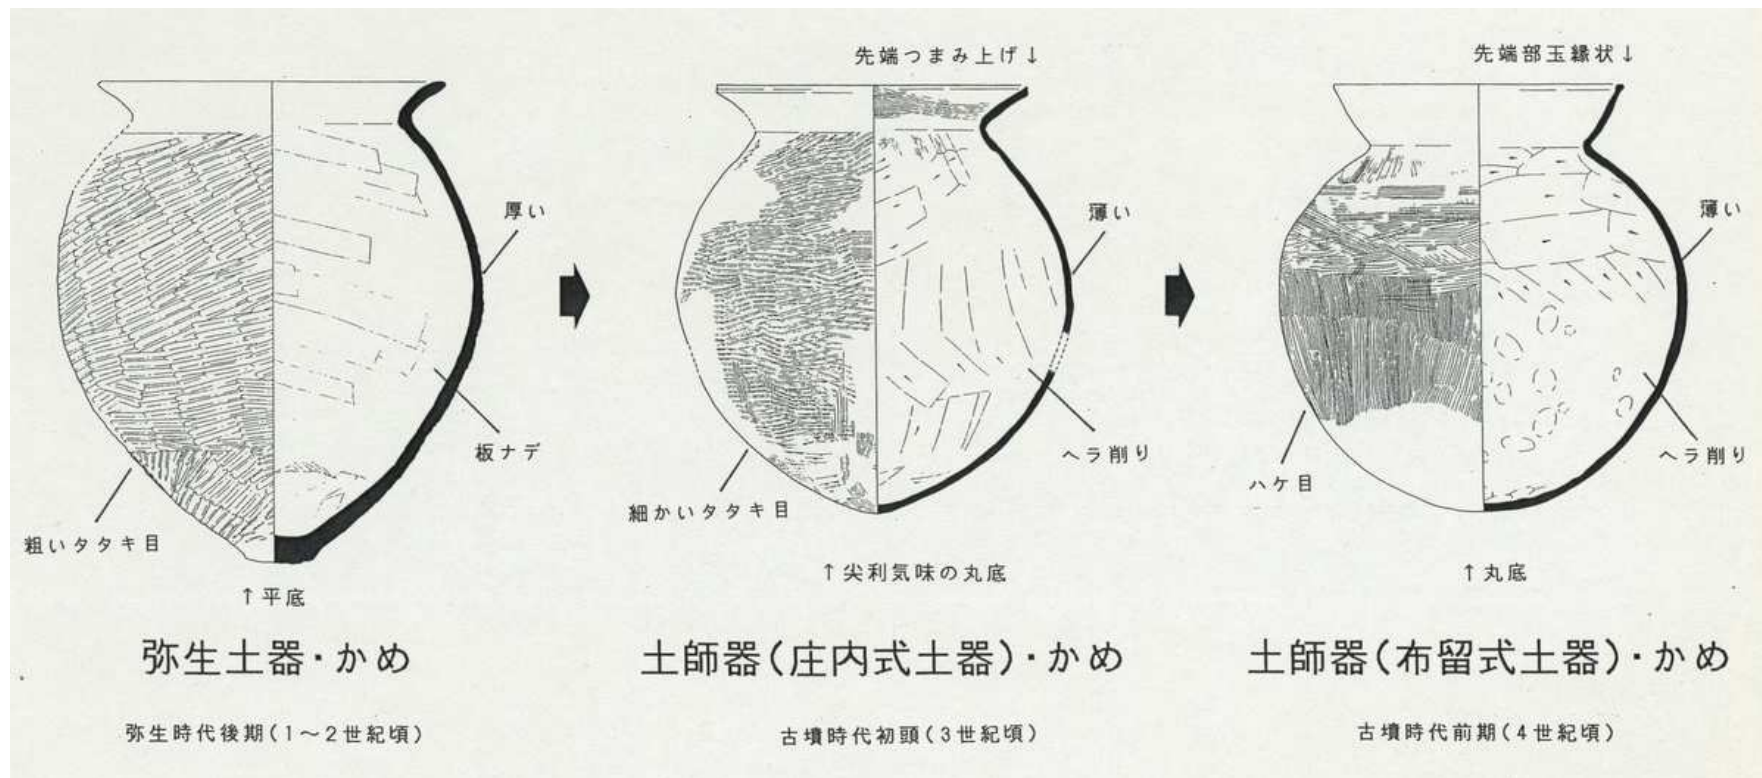 厚い
板ナデ
粗いタタキ目
↑平底
弥生土器・かめ
弥生時代後期(1〜2世紀頃)
先端つまみ上げ↓
薄い
ヘラ削り
細かいタタキ目
↑尖利気味の丸底
土師器(庄内式土器)・かめ
古墳時代初頭(3世紀頃)
先端部玉縁状↓
薄い
ヘラ削り
ハケ目
↑丸底
土師器(布留式土器)・かめ
古墳時代前期(4世紀頃)